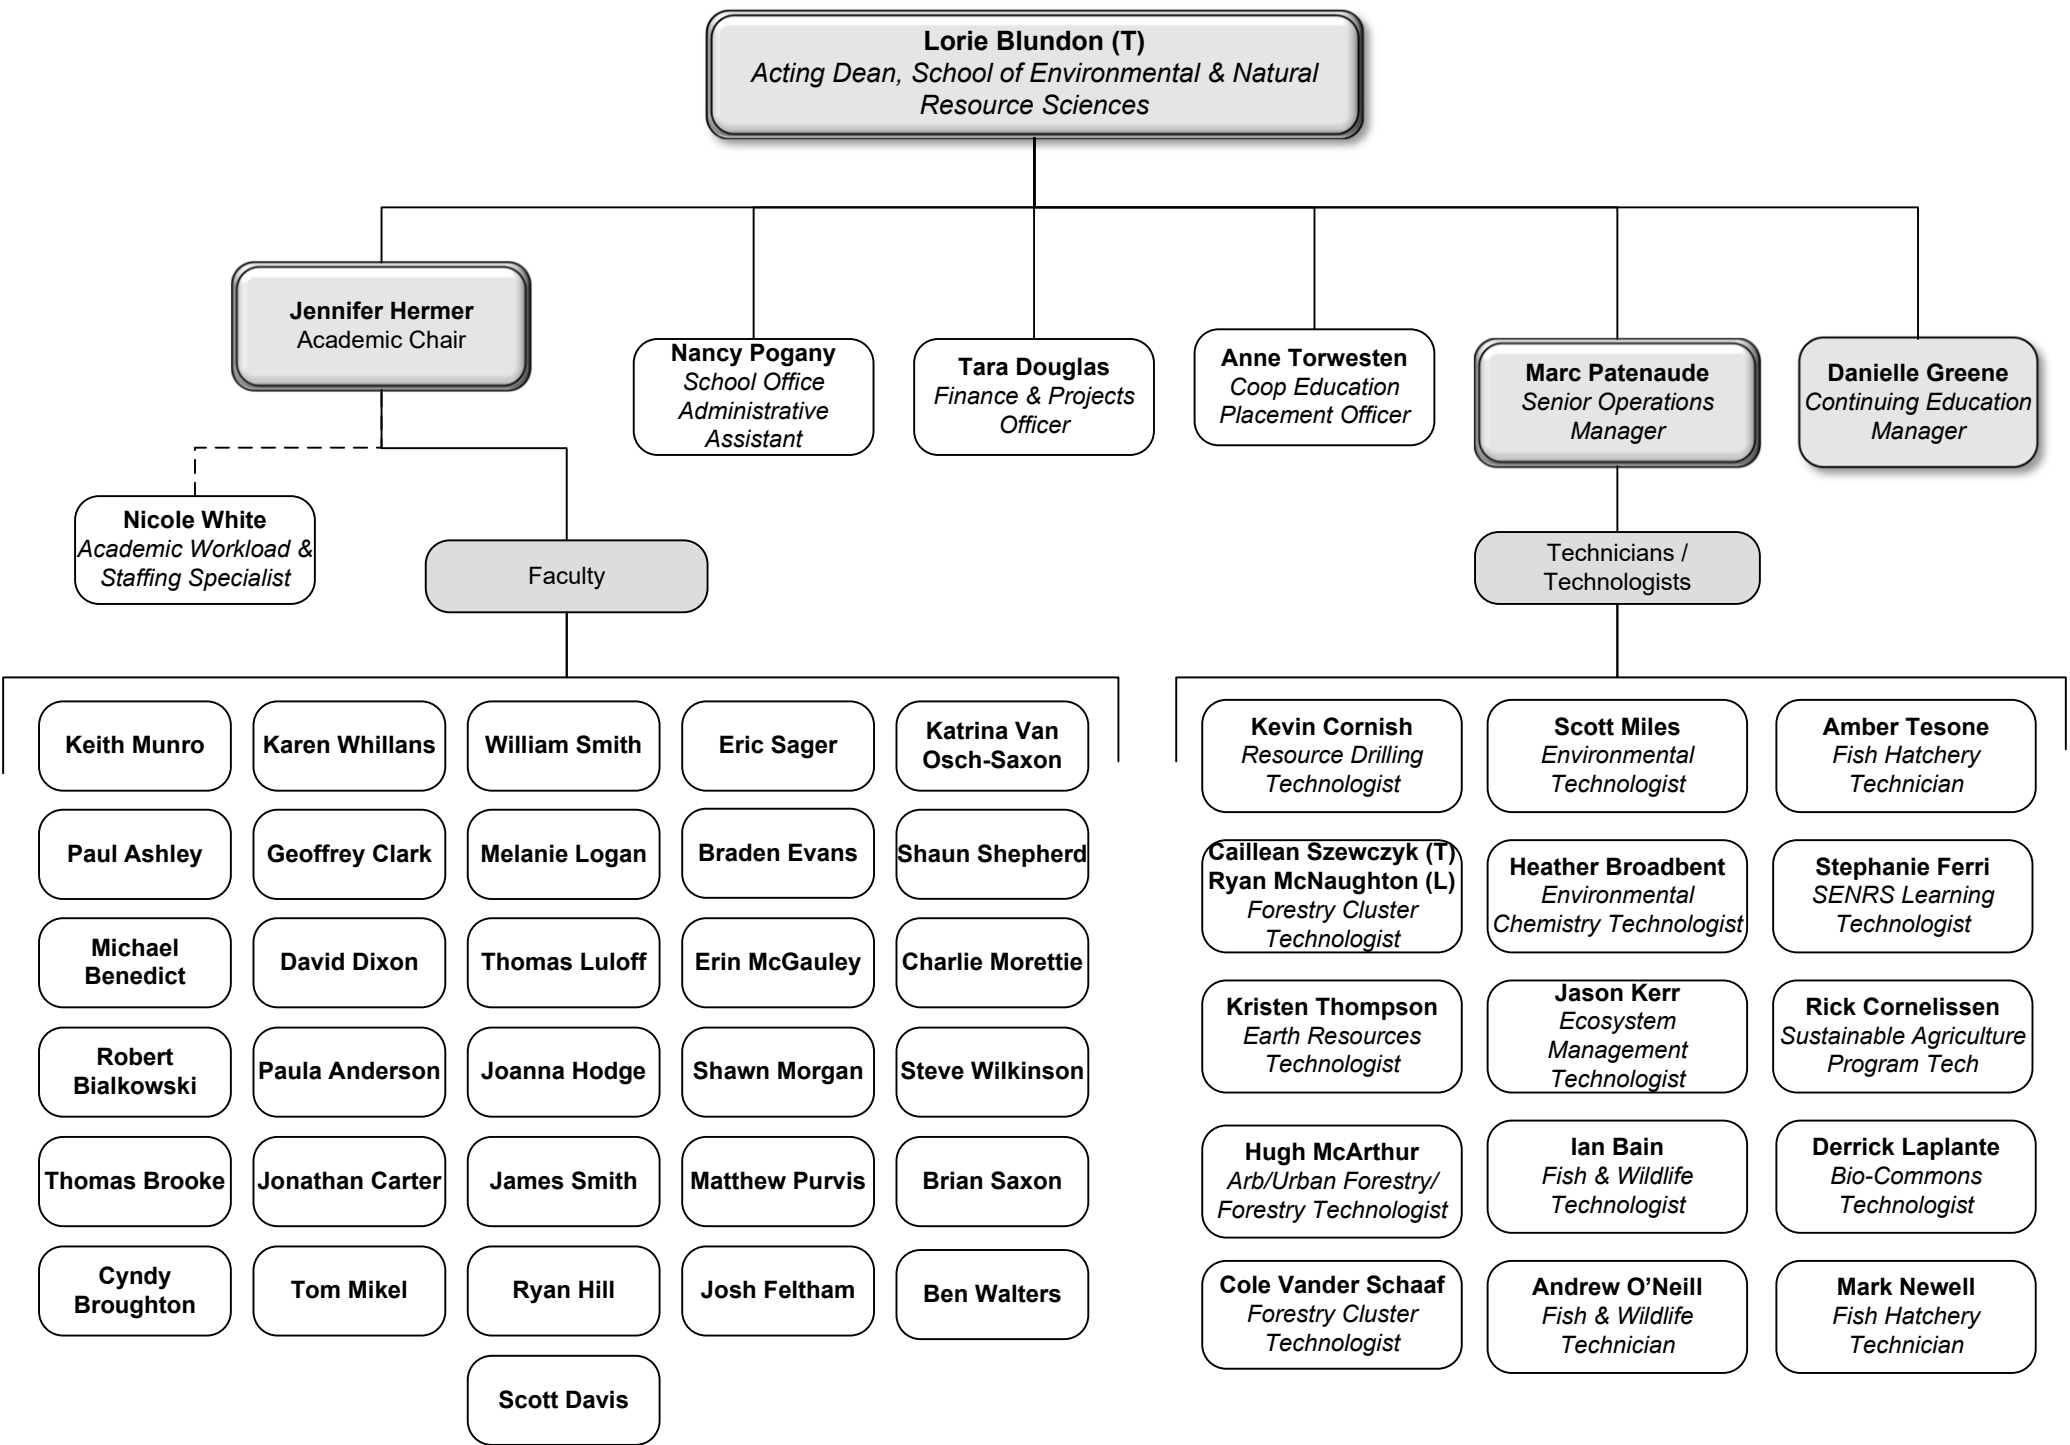 Lorie Blundon (T)
Acting Dean, School of Environmental & Natural
Resource Sciences
Jennifer Hermer
Academic Chair
Nancy Pogany
School Office
Administrative
Assistant
Tara Douglas
Finance & Projects
Officer
Anne Torwesten
Coop Education
Placement Officer
Marc Patenaude
Senior Operations
Manager
Danielle Greene
Continuing Education
Manager
Nicole White
Academic Workload &
Staffing Specialist
Faculty
Technicians /
Technologists
Keith Munro
Karen Whillans
William Smith
Eric Sager
Katrina Van
Osch-Saxon
Paul Ashley
Geoffrey Clark
Melanie Logan
Braden Evans
Shaun Shepherd
Michael
Benedict
David Dixon
Thomas Luloff
Erin McGauley
Charlie Morettie
Robert
Bialkowski
Paula Anderson
Joanna Hodge
Shawn Morgan
Steve Wilkinson
Thomas Brooke
Jonathan Carter
James Smith
Matthew Purvis
Brian Saxon
Cyndy
Broughton
Tom Mikel
Ryan Hill
Josh Feltham
Ben Walters
Scott Davis
Kevin Cornish
Resource Drilling
Technologist
Scott Miles
Environmental
Technologist
Amber Tesone
Fish Hatchery
Technician
Caillean Szewczyk (T)
Ryan McNaughton (L)
Forestry Cluster
Technologist
Heather Broadbent
Environmental
Chemistry Technologist
Stephanie Ferri
SENRS Learning
Technologist
Kristen Thompson
Earth Resources
Technologist
Jason Kerr
Ecosystem
Management
Technologist
Rick Cornelissen
Sustainable Agriculture
Program Tech
Hugh McArthur
Arb/Urban Forestry/
Forestry Technologist
Ian Bain
Fish & Wildlife
Technologist
Derrick Laplante
Bio-Commons
Technologist
Cole Vander Schaaf
Forestry Cluster
Technologist
Andrew O’Neill
Fish & Wildlife
Technician
Mark Newell
Fish Hatchery
Technician